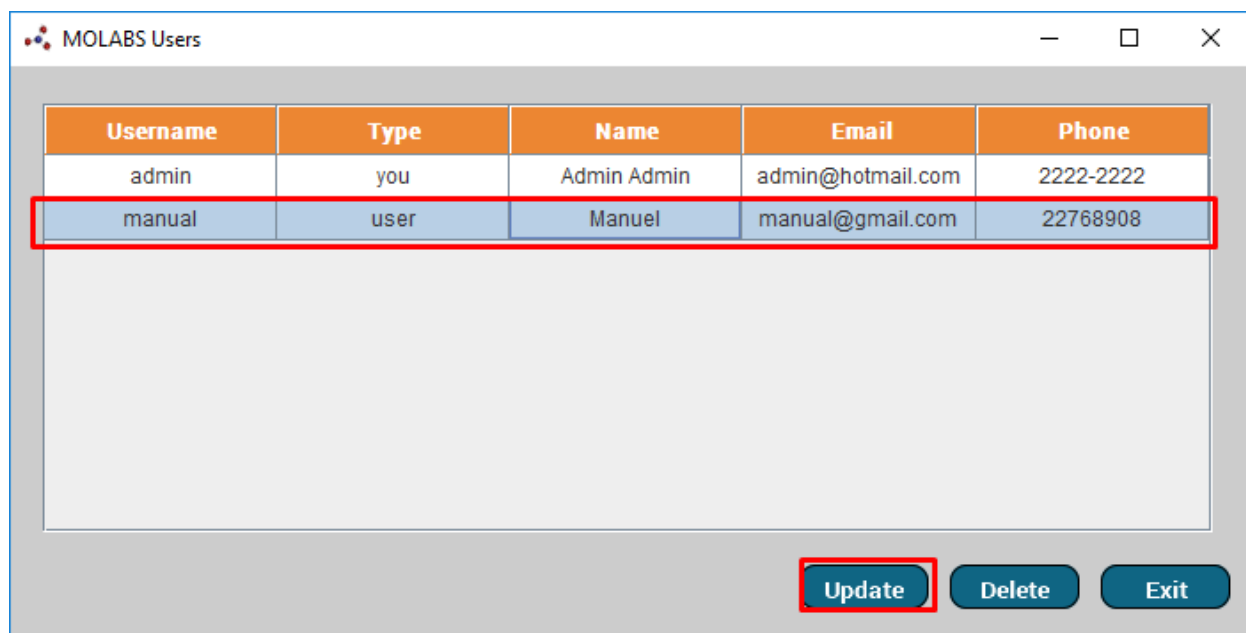 MOLABS Users
Username Type Name Email Phone
admin you Admin Admin admin@hotmail.com 2222-2222
manual user Manuel manual@gmail.com 22768908
Update Delete Exit